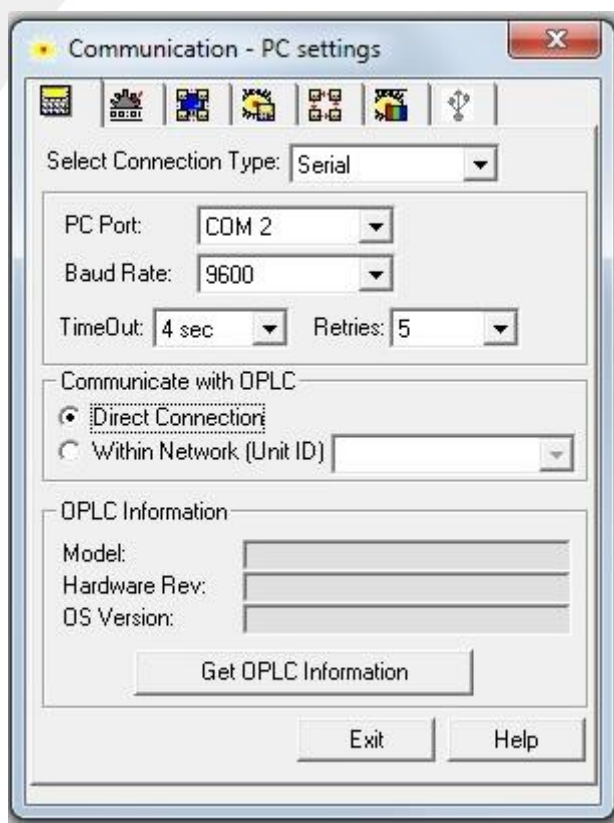 Communication - PC settings
Select Connection Type: Serial
PC Port: COM 2
Baud Rate: 9600
TimeOut: 4 sec Retries: 5
Communicate with OPLC
Direct Connection
Within Network (Unit ID)
OPLC Information
Model:
Hardware Rev:
OS Version:
Get OPLC Information
Exit Help